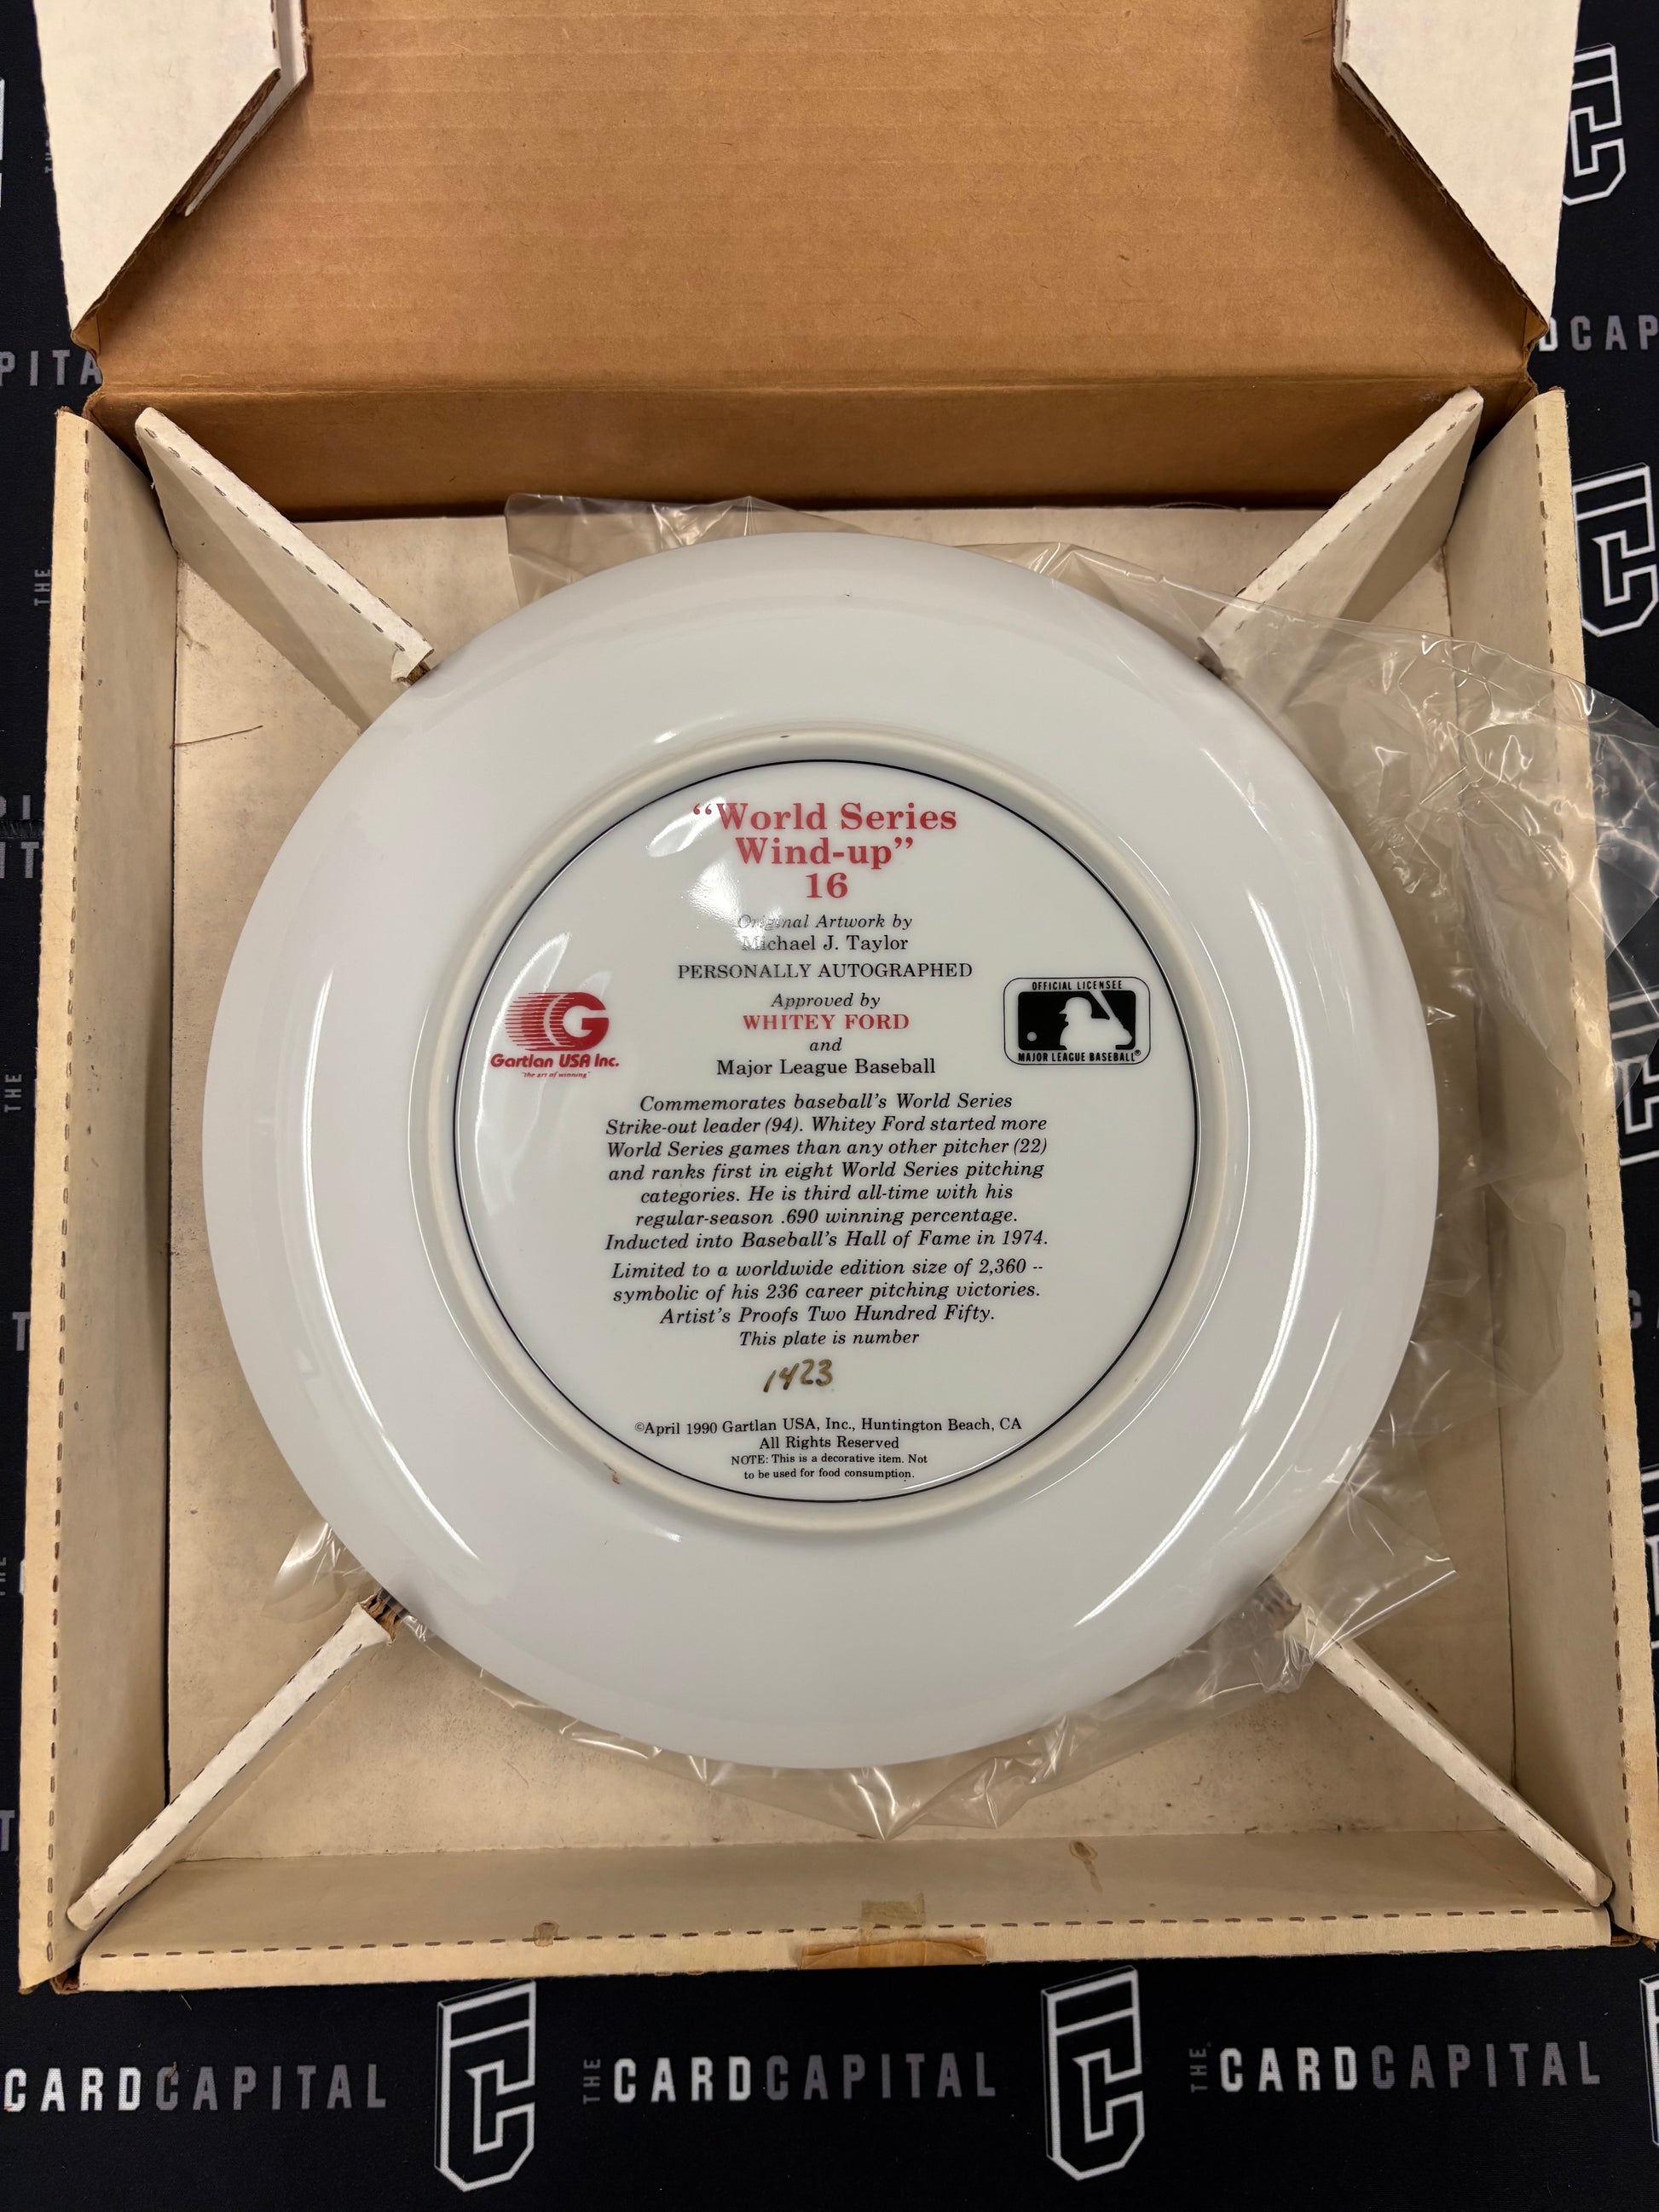 “World Series
Wind-up”
16
Original Artwork by
Michael J. Taylor
PERSONALLY AUTOGRAPHED
Approved by
WHITEY FORD
and
Major League Baseball
G
Gartlan USA Inc.
"the art of winning"
OFFICIAL LICENSEE
MAJOR LEAGUE BASEBALL®
Commemorates baseball's World Series
Strike-out leader (94). Whitey Ford started more
World Series games than any other pitcher (22)
and ranks first in eight World Series pitching
categories. He is third all-time with his
regular-season .690 winning percentage.
Inducted into Baseball's Hall of Fame in 1974.
Limited to a worldwide edition size of 2,360 --
symbolic of his 236 career pitching victories.
Artist's Proofs Two Hundred Fifty.
This plate is number
1423
©April 1990 Gartlan USA, Inc., Huntington Beach, CA
All Rights Reserved
NOTE: This is a decorative item. Not
to be used for food consumption.
CARDCAPITAL
THE CARDCAPITAL
THE CARDCAPITAL